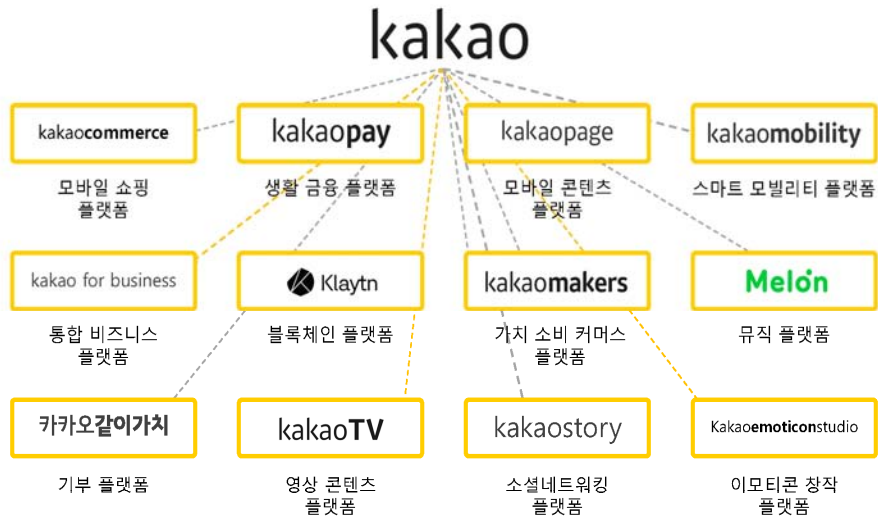 kakao
kakaocommerce
kakaopay
kakaopage
kakaomobility
모바일 쇼핑
플랫폼
생활 금융 플랫폼
모바일 콘텐츠
플랫폼
스마트 모빌리티 플랫폼
kakao for business
Klaytn
kakaomakers
Melon
통합 비즈니스
플랫폼
블록체인 플랫폼
가치 소비 커머스
플랫폼
뮤직 플랫폼
카카오같이가치
kakaoTV
kakaostory
Kakaoemoticonstudio
기부 플랫폼
영상 콘텐츠
플랫폼
소셜네트워킹
플랫폼
이모티콘 창작
플랫폼